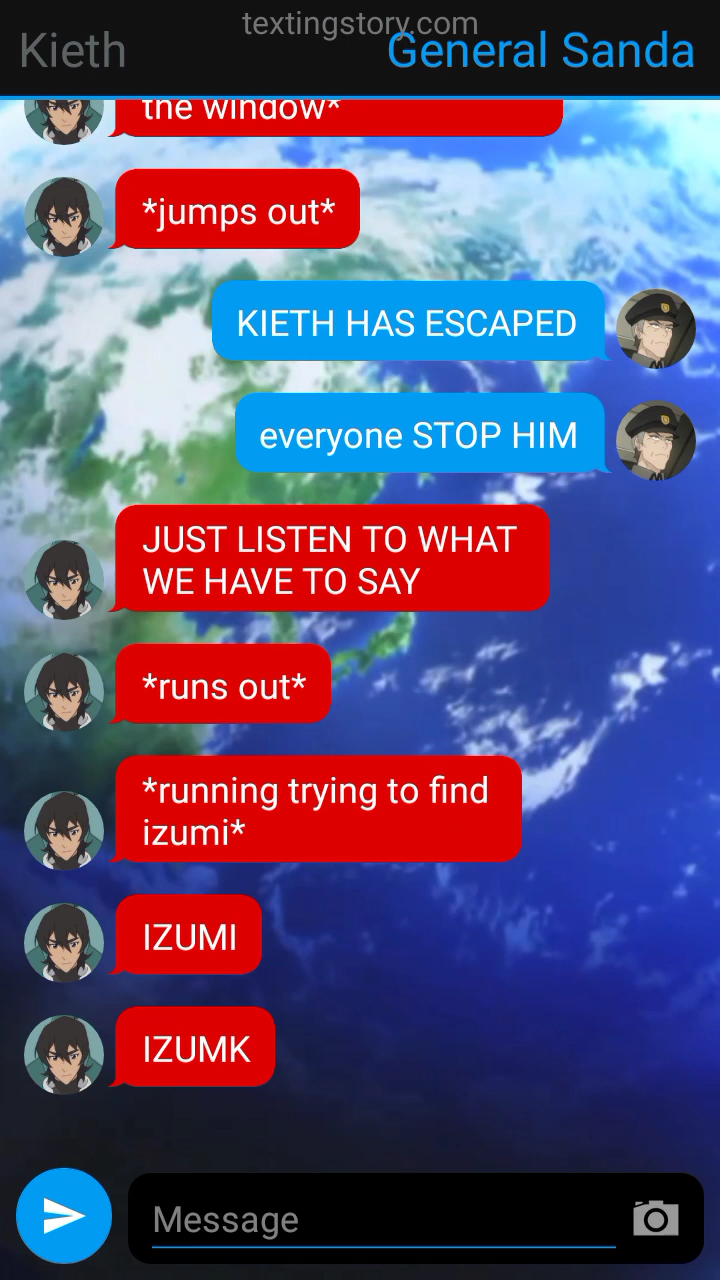 textingstory.com
Kieth
General Sanda
the window*
*jumps out*
KIETH HAS ESCAPED
everyone STOP HIM
JUST LISTEN TO WHAT
WE HAVE TO SAY
*runs out*
*running trying to find
izumi*
IZUMI
IZUMK
Message